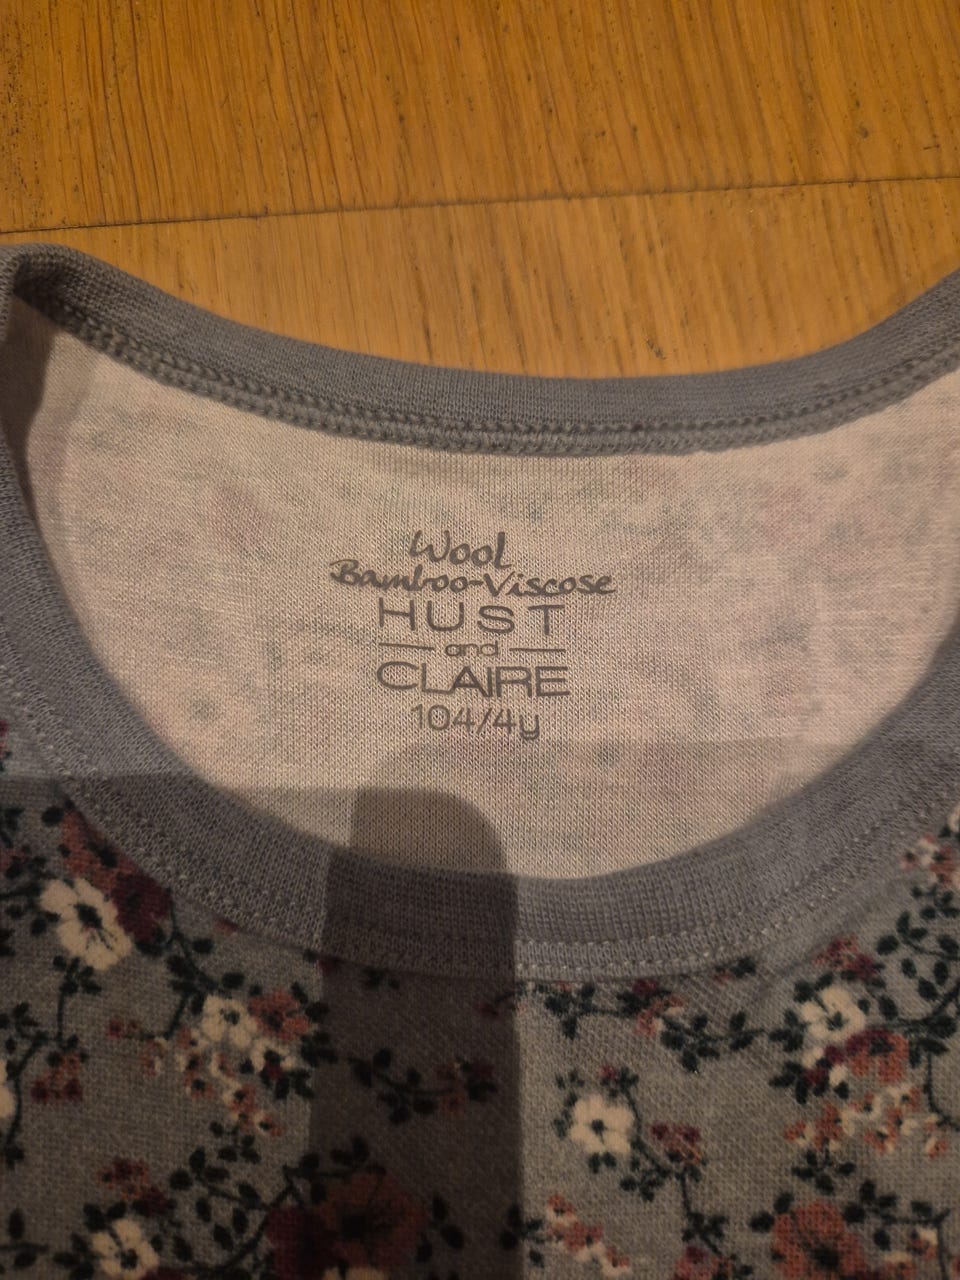 Wool
Bamboo-Viscose
HUST
and
CLAIRE
104/4y